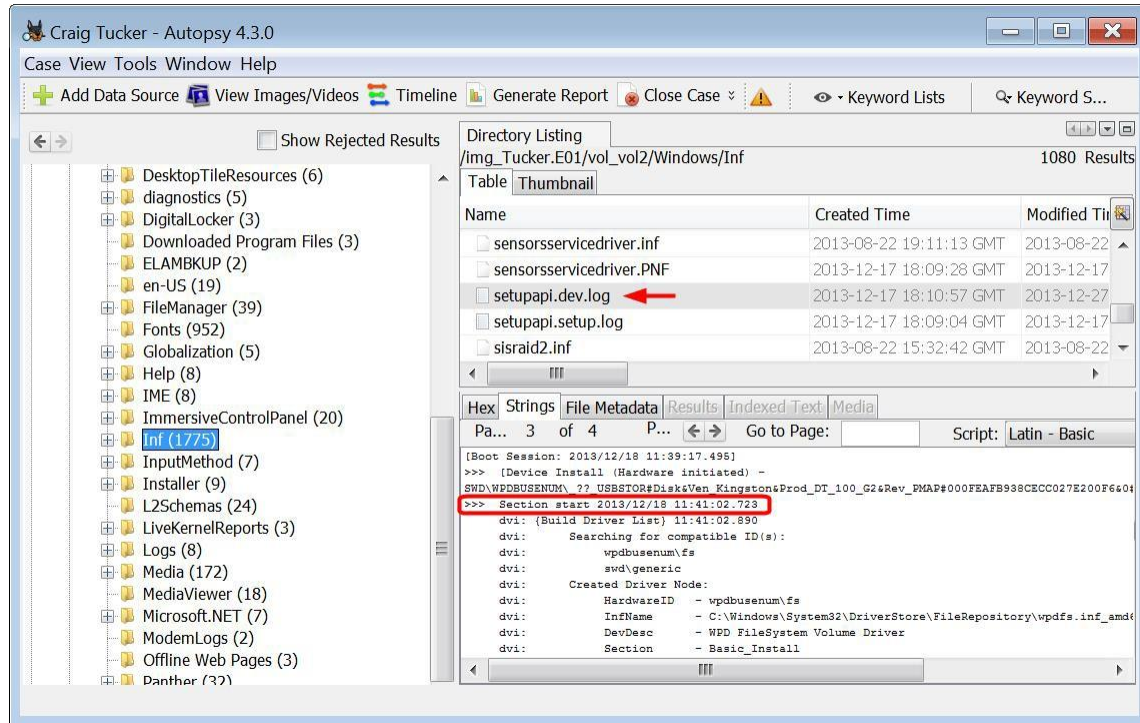 Craig Tucker - Autopsy 4.3.0
Case View Tools Window Help
Add Data Source View Images/Videos Timeline Generate Report Close Case Keyword Lists Keyword S...
Show Rejected Results
DesktopTileResources (6)
diagnostics (5)
DigitalLocker (3)
Downloaded Program Files (3)
ELAMBKUP (2)
en-US (19)
FileManager (39)
Fonts (952)
Globalization (5)
Help (8)
IME (8)
ImmersiveControlPanel (20)
Inf (1775)
InputMethod (7)
Installer (9)
L2Schemas (24)
LiveKernelReports (3)
Logs (8)
Media (172)
MediaViewer (18)
Microsoft.NET (7)
ModemLogs (2)
Offline Web Pages (3)
Panther (32)
Directory Listing
/img_Tucker.E01/vol_vol2/Windows/Inf 1080 Results
Table Thumbnail
Name Created Time Modified Ti
sensorsservicedriver.inf 2013-08-22 19:11:13 GMT 2013-08-22
sensorsservicedriver.PNF 2013-12-17 18:09:28 GMT 2013-12-17
setupapi.dev.log 2013-12-17 18:10:57 GMT 2013-12-27
setupapi.setup.log 2013-12-17 18:09:04 GMT 2013-12-17
sisraid2.inf 2013-08-22 15:32:42 GMT 2013-08-22
Hex Strings File Metadata Results Indexed Text Media
Pa... 3 of 4 P... Go to Page: Script: Latin - Basic
[Boot Session: 2013/12/18 11:39:17.495]
>>> [Device Install (Hardware initiated) -
SWD\WPDBUSENUM\_??_USBSTOR#Disk&Ven_Kingston&Prod_DT_100_G2&Rev_PMAP#000FEAFB938CECC027E200F6&0#
>>> Section start 2013/12/18 11:41:02.723
dvi: {Build Driver List} 11:41:02.890
dvi: Searching for compatible ID(s):
dvi: wpdbusenum\fs
dvi: swd\generic
dvi: Created Driver Node:
dvi: HardwareID - wpdbusenum\fs
dvi: InfName - C:\Windows\System32\DriverStore\FileRepository\wpdfs.inf_amd6
dvi: DevDesc - WPD FileSystem Volume Driver
dvi: Section - Basic_Install